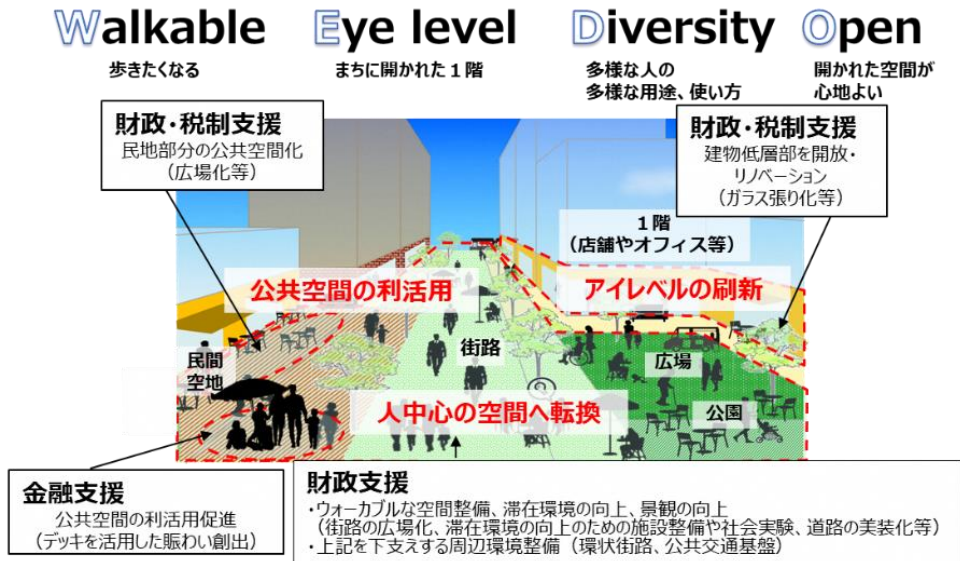 Walkable Eye level Diversity Open
歩きたくなる
まちに開かれた１階
多様な人の
多様な用途、使い方
開かれた空間が
心地よい
財政・税制支援
民地部分の公共空間化
（広場化等）
財政・税制支援
建物低層部を開放・
リノベーション
（ガラス張り化等）
１階
（店舗やオフィス等）
公共空間の利活用
アイレベルの刷新
民間
空地
街路
広場
人中心の空間へ転換
公園
金融支援
公共空間の利活用促進
（デッキを活用した賑わい創出）
財政支援
・ウォーカブルな空間整備、滞在環境の向上、景観の向上
（街路の広場化、滞在環境の向上のための施設整備や社会実験、道路の美装化等）
・上記を下支えする周辺環境整備（環状街路、公共交通基盤）